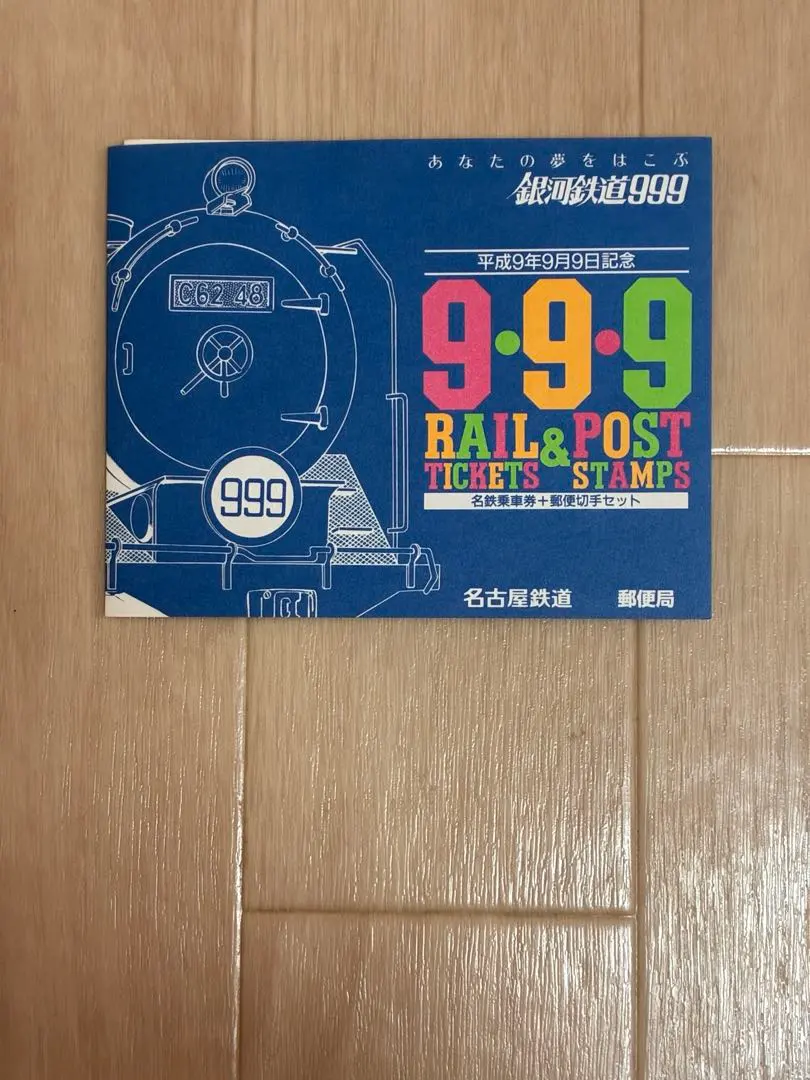 あなたの夢をはこぶ
銀河鉄道999
平成9年9月9日記念
9・9・9
RAIL & POST
TICKETS STAMPS
名鉄乗車券+郵便切手セット
名古屋鉄道 郵便局
C62 48
999